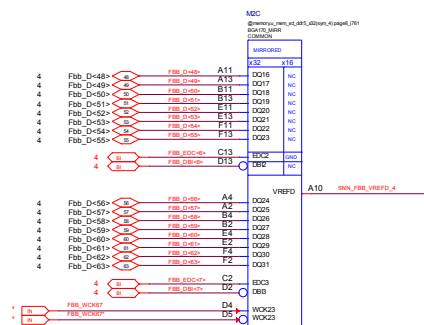 M2C
@memory.u_mem_sd_ddr5_x32(sym_4):page8_i761
BGA170_MIRR
COMMON
MIRRORED
x32 x16
4 Fbb_D<48> 48 FBB_D<48> A11 DQ16 NC
4 Fbb_D<49> 49 FBB_D<49> A13 DQ17 NC
4 Fbb_D<50> 50 FBB_D<50> B11 DQ18 NC
4 Fbb_D<51> 51 FBB_D<51> B13 DQ19 NC
4 Fbb_D<52> 52 FBB_D<52> E11 DQ20 NC
4 Fbb_D<53> 53 FBB_D<53> E13 DQ21 NC
4 Fbb_D<54> 54 FBB_D<54> F11 DQ22 NC
4 Fbb_D<55> 55 FBB_D<55> F13 DQ23 NC
4 BI FBB_EDC<6> C13 EDC2 GND
4 BI FBB_DBI<6> D13 DBI2 NC
VREFD A10 SNN_FBB_VREFD_4
4 Fbb_D<56> 56 FBB_D<56> A4 DQ24
4 Fbb_D<57> 57 FBB_D<57> A2 DQ25
4 Fbb_D<58> 58 FBB_D<58> B4 DQ26
4 Fbb_D<59> 59 FBB_D<59> B2 DQ27
4 Fbb_D<60> 60 FBB_D<60> E4 DQ28
4 Fbb_D<61> 61 FBB_D<61> E2 DQ29
4 Fbb_D<62> 62 FBB_D<62> F4 DQ30
4 Fbb_D<63> 63 FBB_D<63> F2 DQ31
4 BI FBB_EDC<7> C2 EDC3
4 BI FBB_DBI<7> D2 DBI3
IN FBB_WCK67 D4 WCK23
IN FBB_WCK67* D5 WCK23